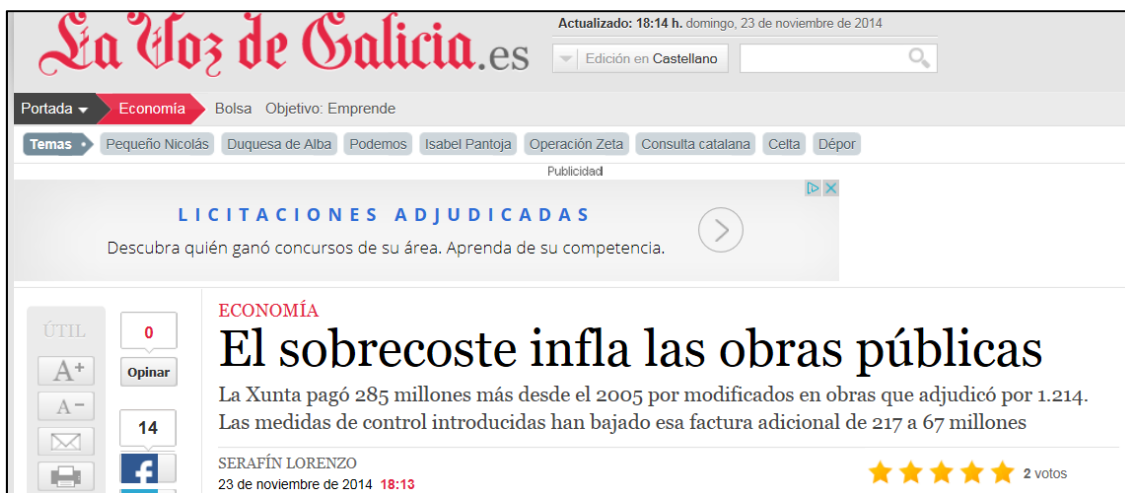 La Voz de Galicia.es
Actualizado: 18:14 h. domingo, 23 de noviembre de 2014
Edición en Castellano
Portada Economía Bolsa Objetivo: Emprende
Temas Pequeño Nicolás Duquesa de Alba Podemos Isabel Pantoja Operación Zeta Consulta catalana Celta Dépor
Publicidad
LICITACIONES ADJUDICADAS
Descubra quién ganó concursos de su área. Aprenda de su competencia.
ÚTIL
A+
A-
0
Opinar
14
f
ECONOMÍA
El sobrecoste infla las obras públicas
La Xunta pagó 285 millones más desde el 2005 por modificados en obras que adjudicó por 1.214.
Las medidas de control introducidas han bajado esa factura adicional de 217 a 67 millones
SERAFÍN LORENZO
23 de noviembre de 2014 18:13
2 votos